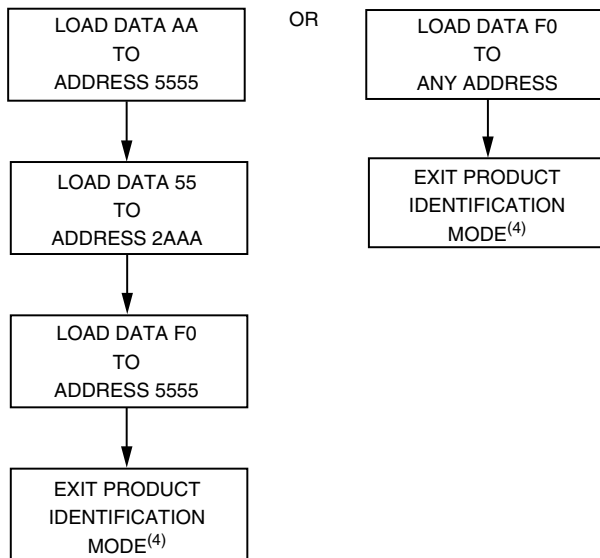 LOAD DATA AA
TO
ADDRESS 5555
LOAD DATA 55
TO
ADDRESS 2AAA
LOAD DATA F0
TO
ADDRESS 5555
EXIT PRODUCT
IDENTIFICATION
MODE(4)
OR
LOAD DATA F0
TO
ANY ADDRESS
EXIT PRODUCT
IDENTIFICATION
MODE(4)